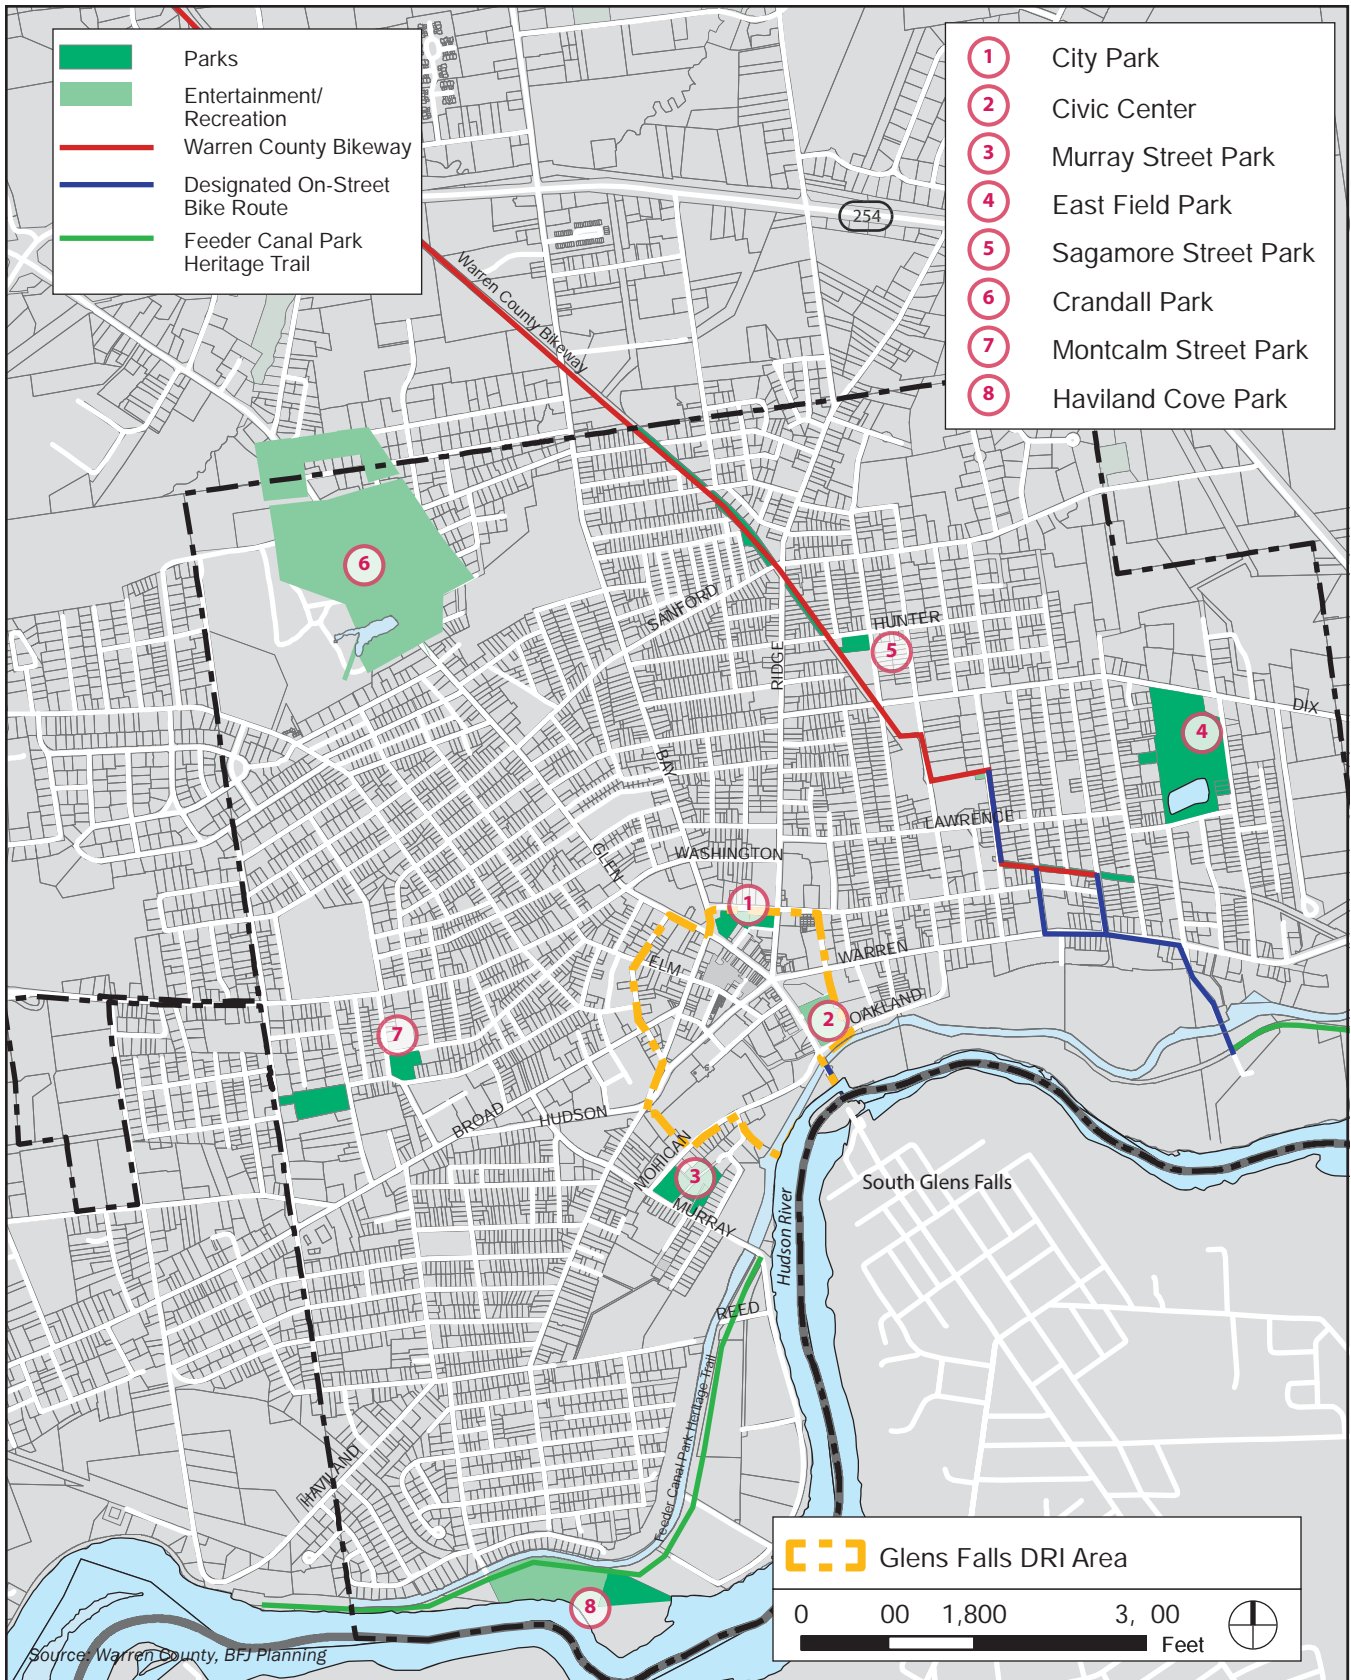 Parks
Entertainment/
Recreation
Warren County Bikeway
Designated On-Street
Bike Route
Feeder Canal Park
Heritage Trail
1 City Park
2 Civic Center
3 Murray Street Park
4 East Field Park
5 Sagamore Street Park
6 Crandall Park
7 Montcalm Street Park
8 Haviland Cove Park
254
Warren County Bikeway
6
SANFORD
HUNTER
5
RIDGE
DIX
4
BAY
LAWRENCE
GLEN
WASHINGTON
1
WARREN
ELM
OAKLAND
2
7
BROAD
HUDSON
MOHICAN
3
MURRAY
South Glens Falls
Hudson River
REED
Feeder Canal Park Heritage Trail
HAVILAND
8
Glens Falls DRI Area
0 00 1,800 3, 00
Feet
Source: Warren County, BFJ Planning